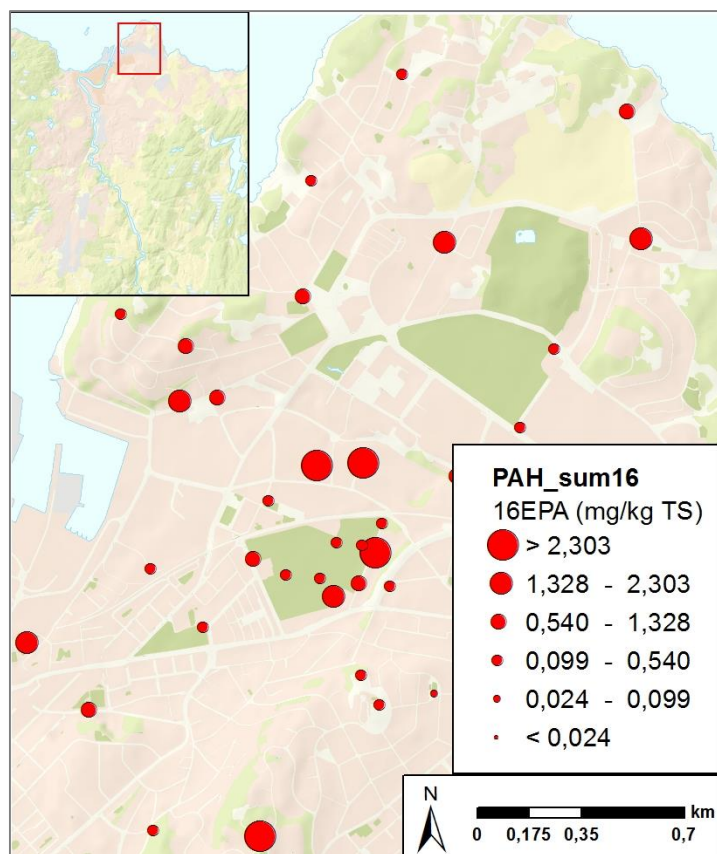 PAH_sum16
16EPA (mg/kg TS)
> 2,303
1,328 - 2,303
0,540 - 1,328
0,099 - 0,540
0,024 - 0,099
< 0,024
N
km
0 0,175 0,35 0,7